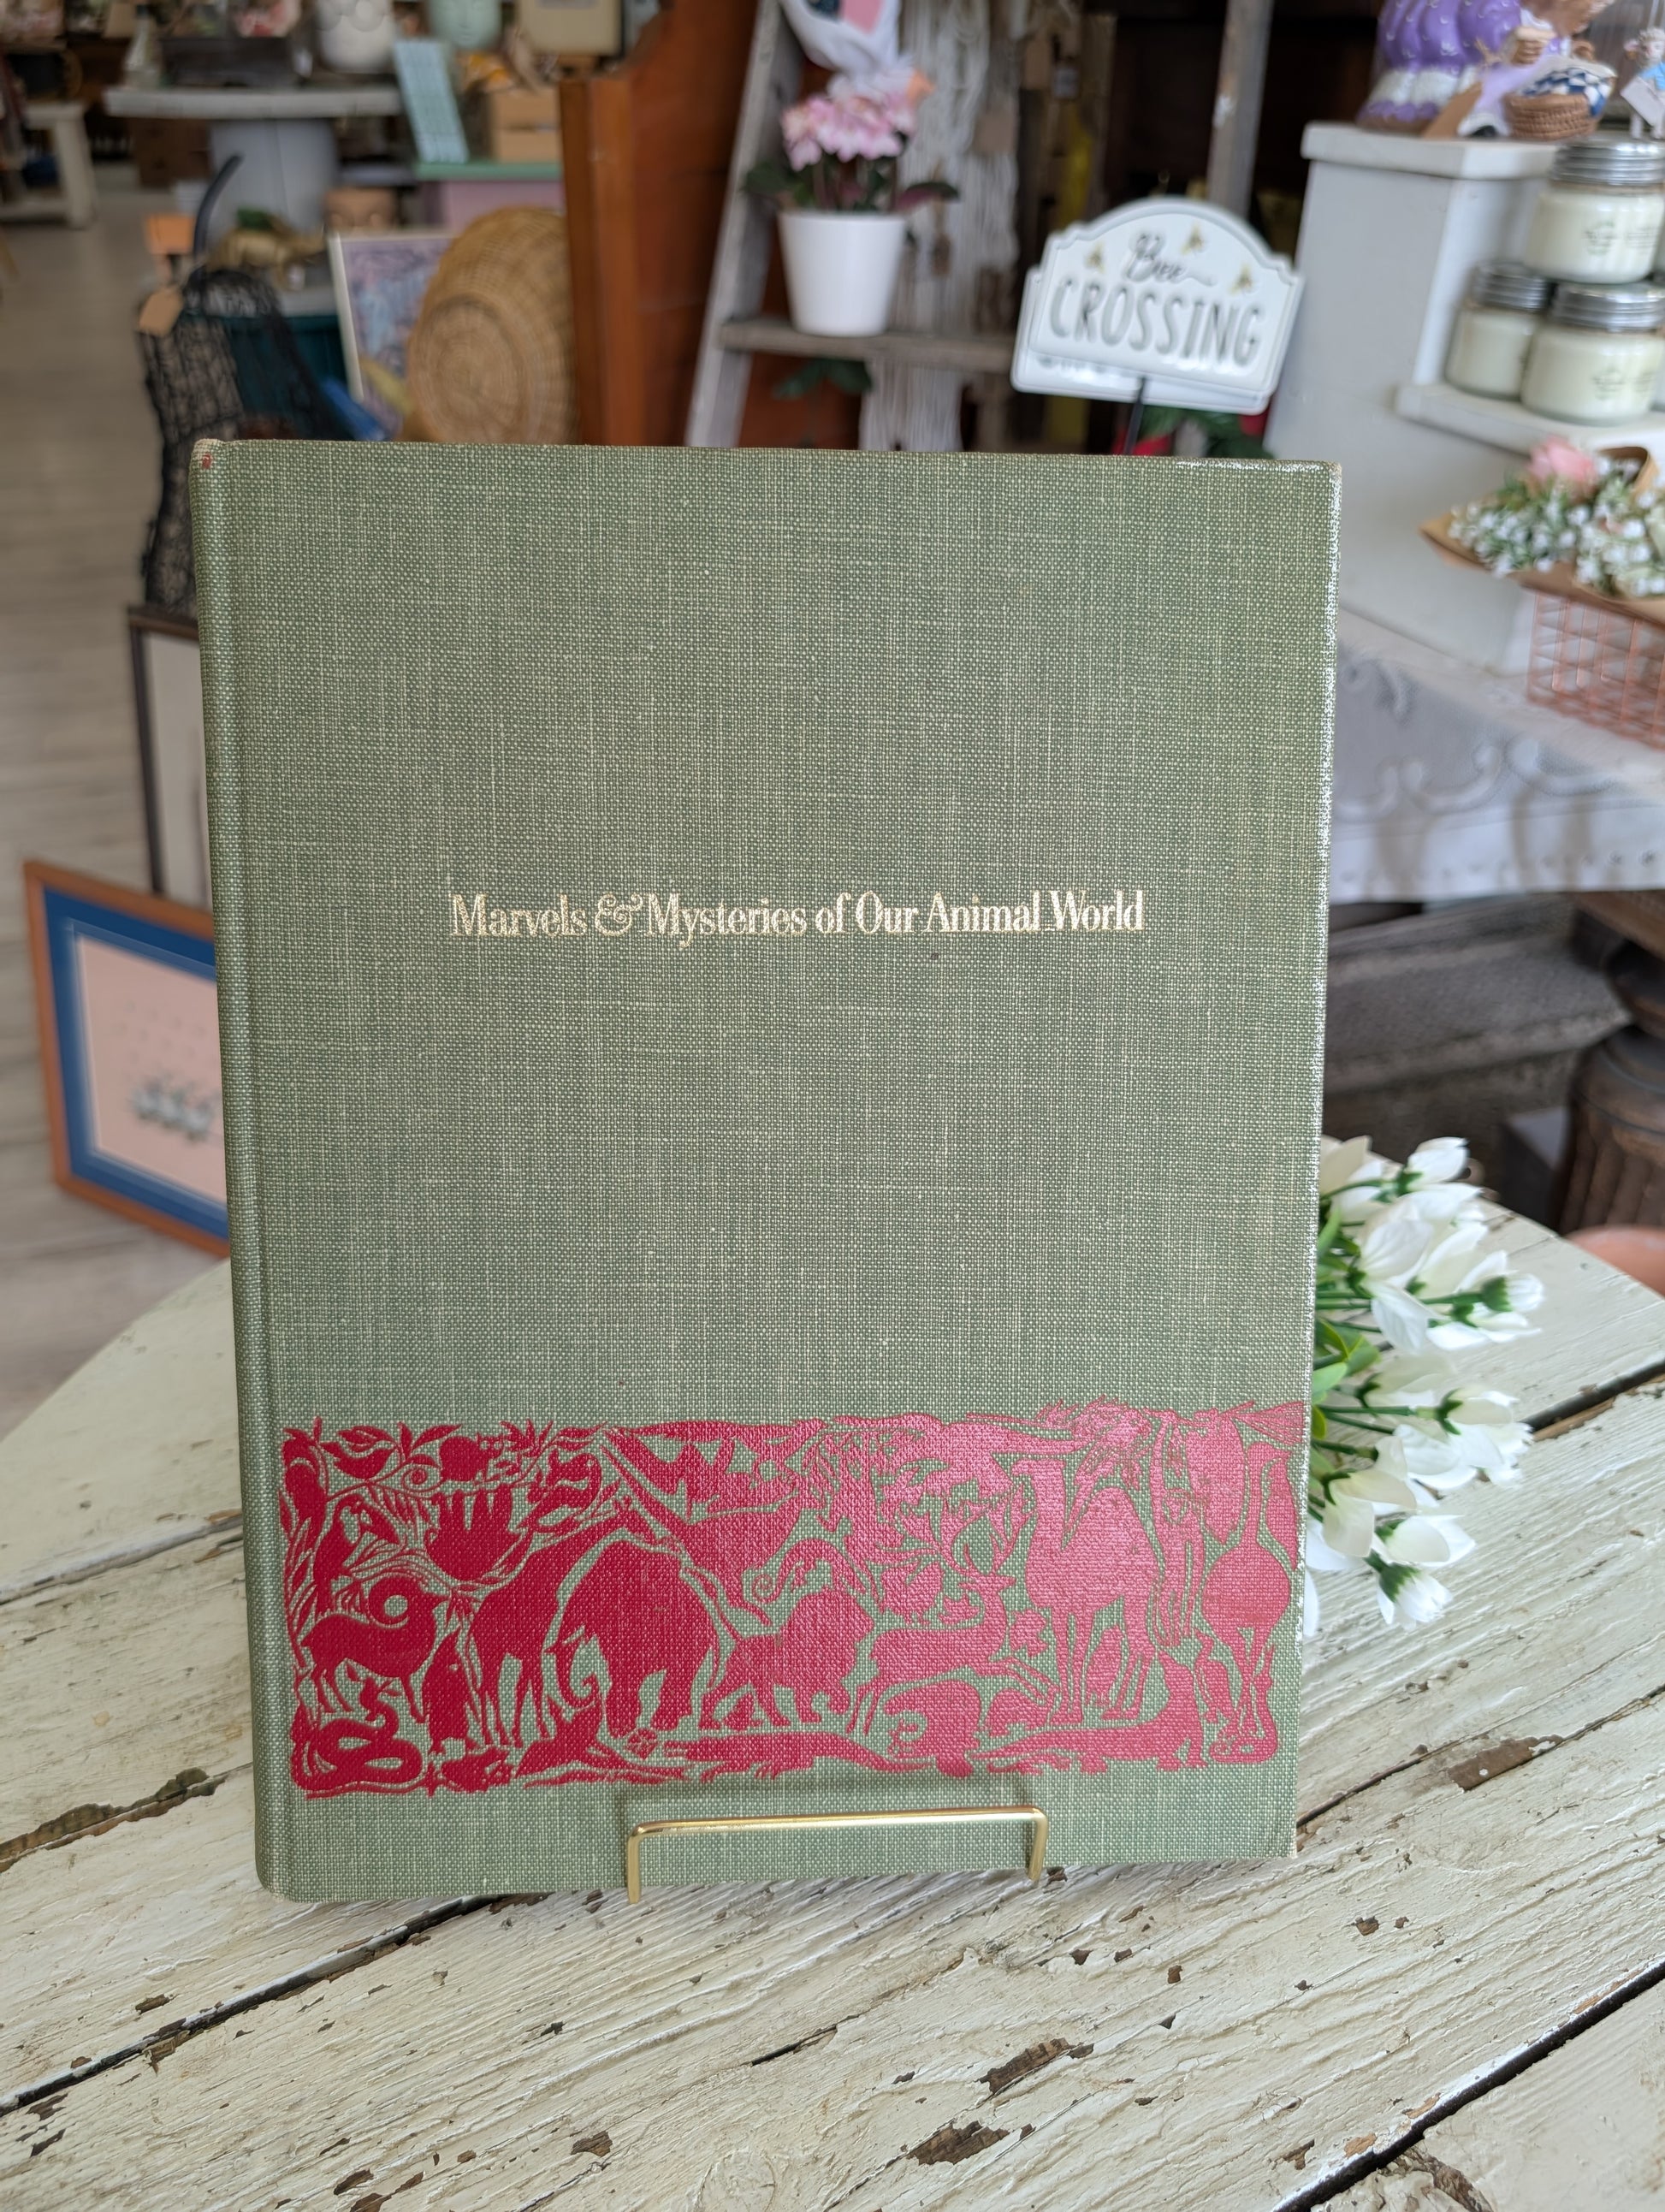 Bee
CROSSING
Marvels & Mysteries of Our Animal World